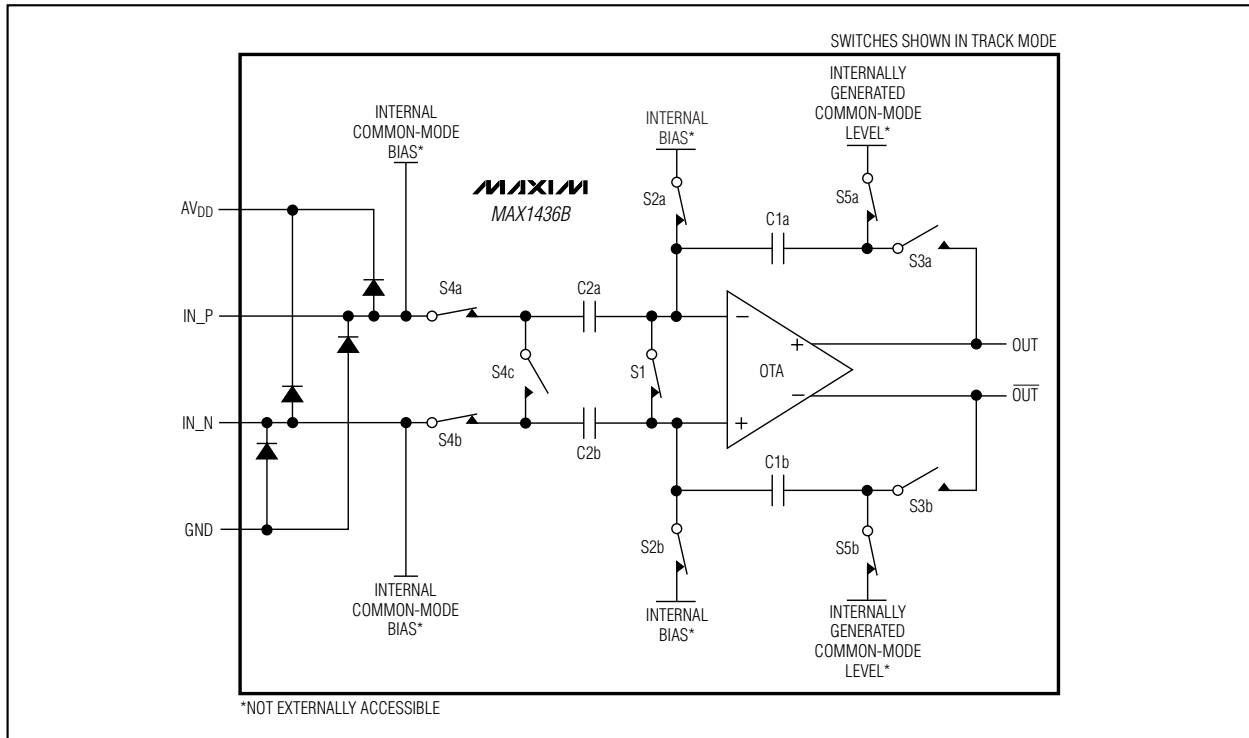 SWITCHES SHOWN IN TRACK MODE
INTERNAL
COMMON-MODE
BIAS*
INTERNAL
BIAS*
INTERNALLY
GENERATED
COMMON-MODE
LEVEL*
MAXIM
MAX1436B
AVDD
S2a
S5a
C1a
S3a
IN_P
S4a
C2a
S4c
S1
OTA
OUT
OUT
IN_N
S4b
C2b
C1b
S3b
GND
S2b
S5b
INTERNAL
COMMON-MODE
BIAS*
INTERNAL
BIAS*
INTERNALLY
GENERATED
COMMON-MODE
LEVEL*
*NOT EXTERNALLY ACCESSIBLE